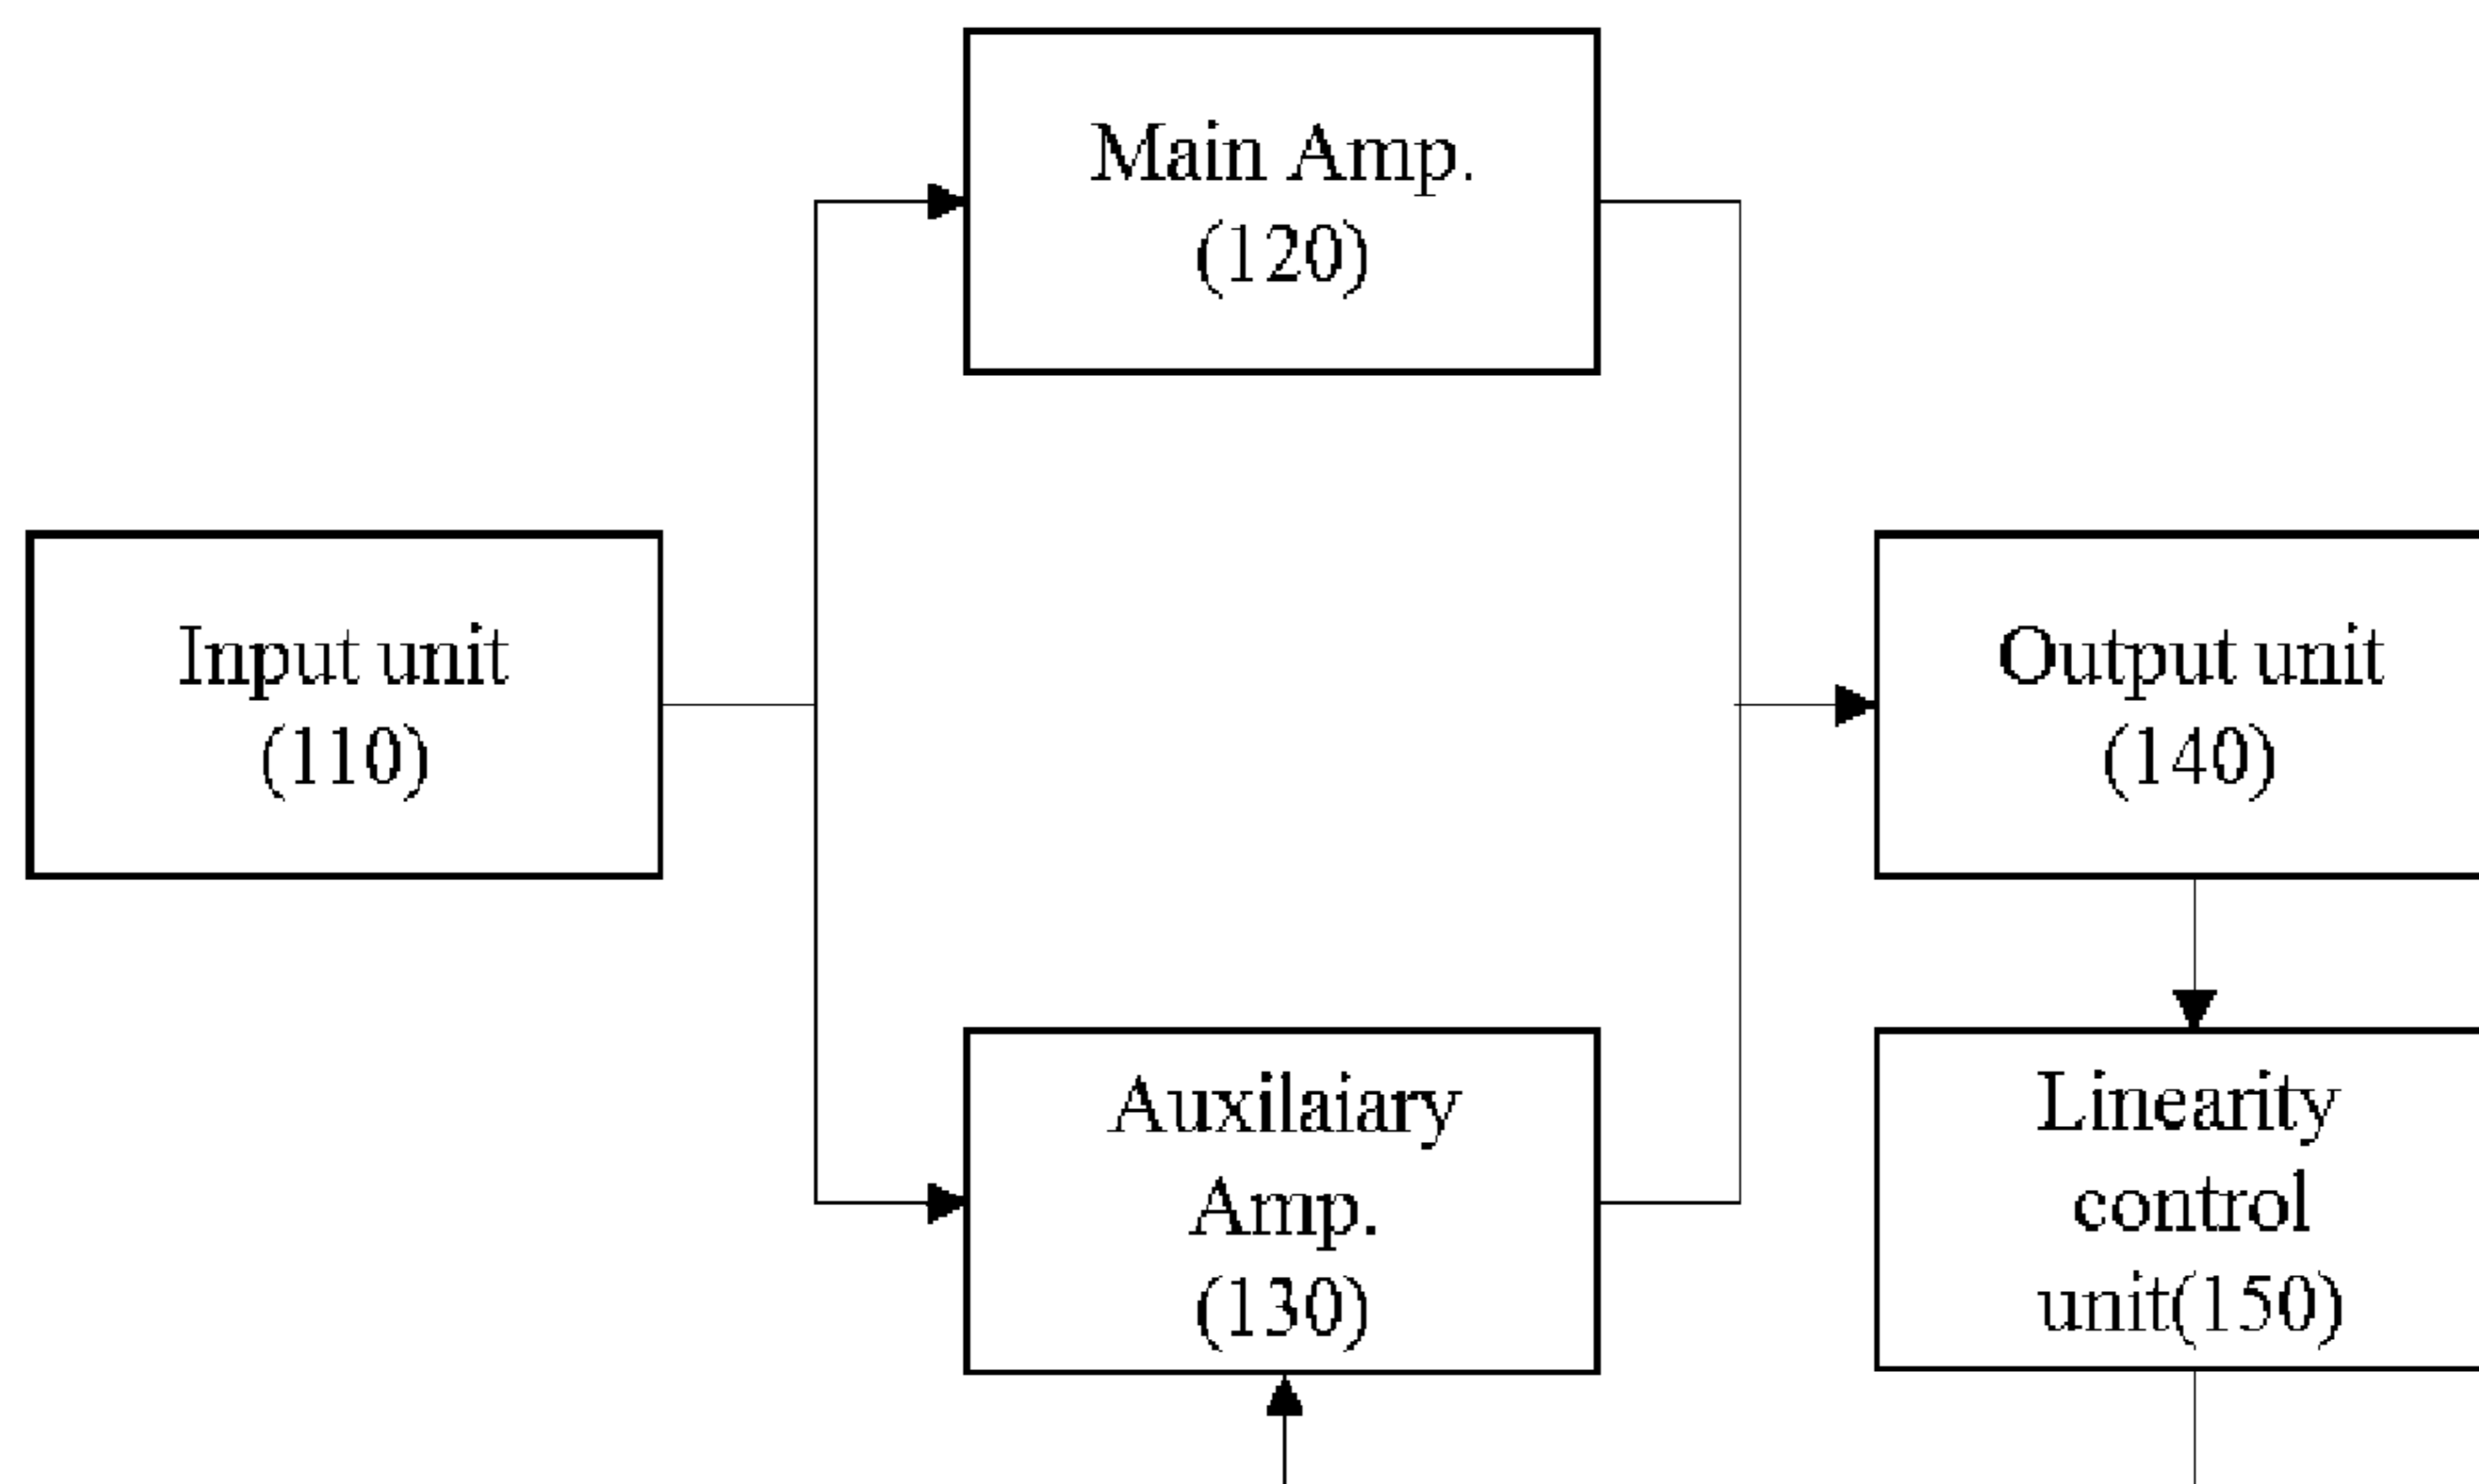 Main Amp.
(120)
Input unit
(110)
Output unit
(140)
Auxilaiary
Amp.
(130)
Linearity
control
unit(150)